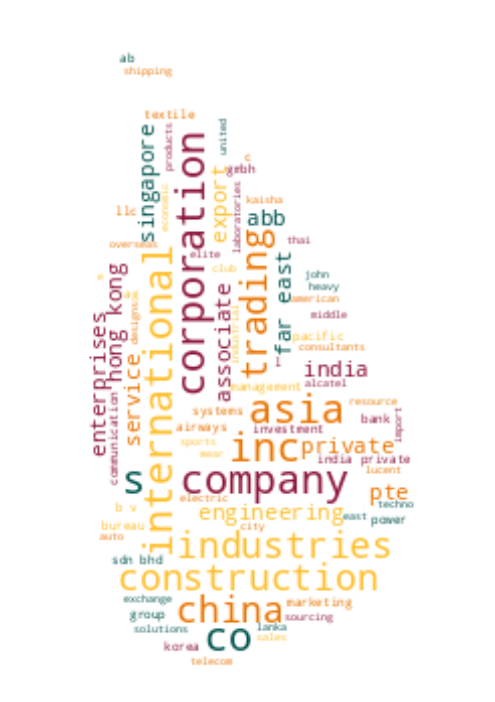 ab
shipping
textile
singapore
products
corporation
united
economic
export
c
gmbh
laboratories
kaisha
llc
abb
overseas
elite
trading
thai
international
club
far east
john
heavy
american
hong kong
s
a
designs
associate
industrial
middle
pacific
consultants
enterprises
service
l
india
alcatel
management
communication
asia
resource
systems
airways
investment
bank
import
sports
wear
inc
private
india private
lucent
s
company
electric
pte
techno
b v
bureau
engineering
east
power
city
auto
industries
sdn bhd
construction
exchange
group
china
marketing
sourcing
solutions
co
lanka
sales
korea
telecom